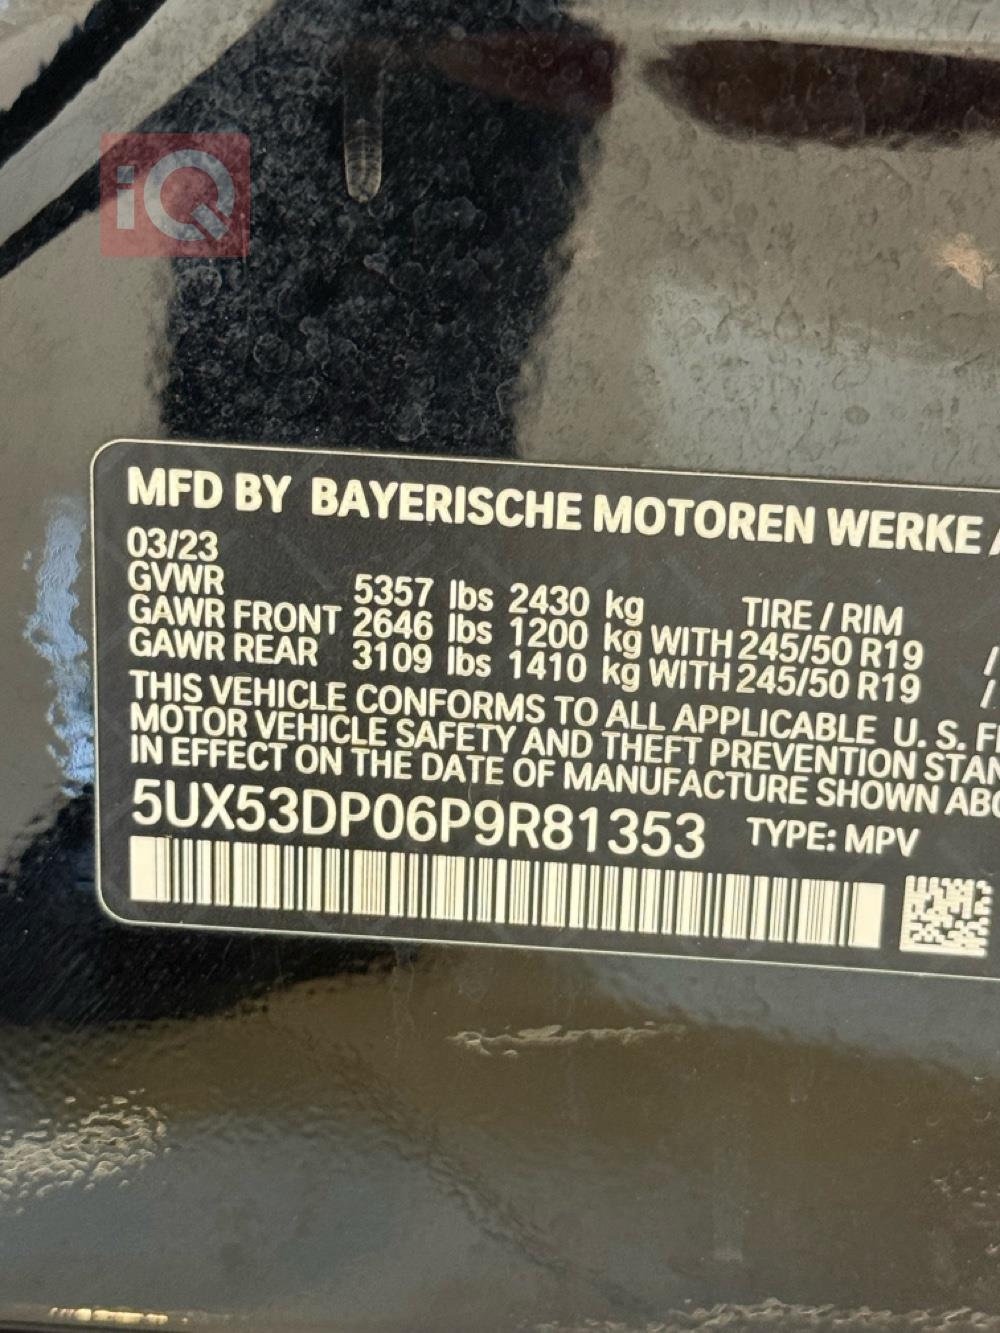 iQ
MFD BY BAYERISCHE MOTOREN WERKE
03/23
GVWR 5357 lbs 2430 kg TIRE / RIM
GAWR FRONT 2646 lbs 1200 kg WITH 245/50 R19 /
GAWR REAR 3109 lbs 1410 kg WITH 245/50 R19 /
THIS VEHICLE CONFORMS TO ALL APPLICABLE U. S.
MOTOR VEHICLE SAFETY AND THEFT PREVENTION
IN EFFECT ON THE DATE OF MANUFACTURE SHOWN
5UX53DP06P9R81353 TYPE: MPV